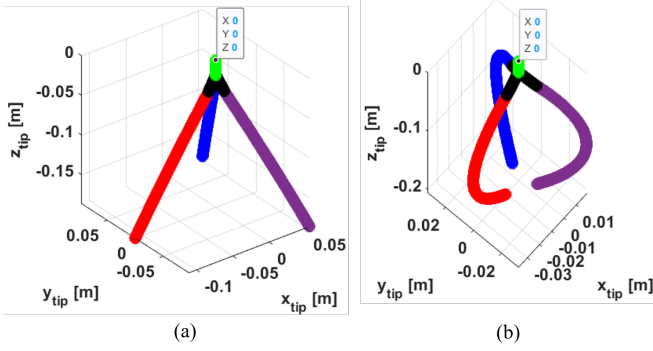 X 0
Y 0
Z 0
0
-0.05
-0.1
-0.15
z_tip [m]
0.05
0
-0.05
y_tip [m]
-0.1
-0.05
0
0.05
x_tip [m]
(a)
X 0
Y 0
Z 0
0
-0.1
-0.2
z_tip [m]
0.02
0
-0.02
y_tip [m]
-0.03
-0.02
-0.01
0
0.01
x_tip [m]
(b)